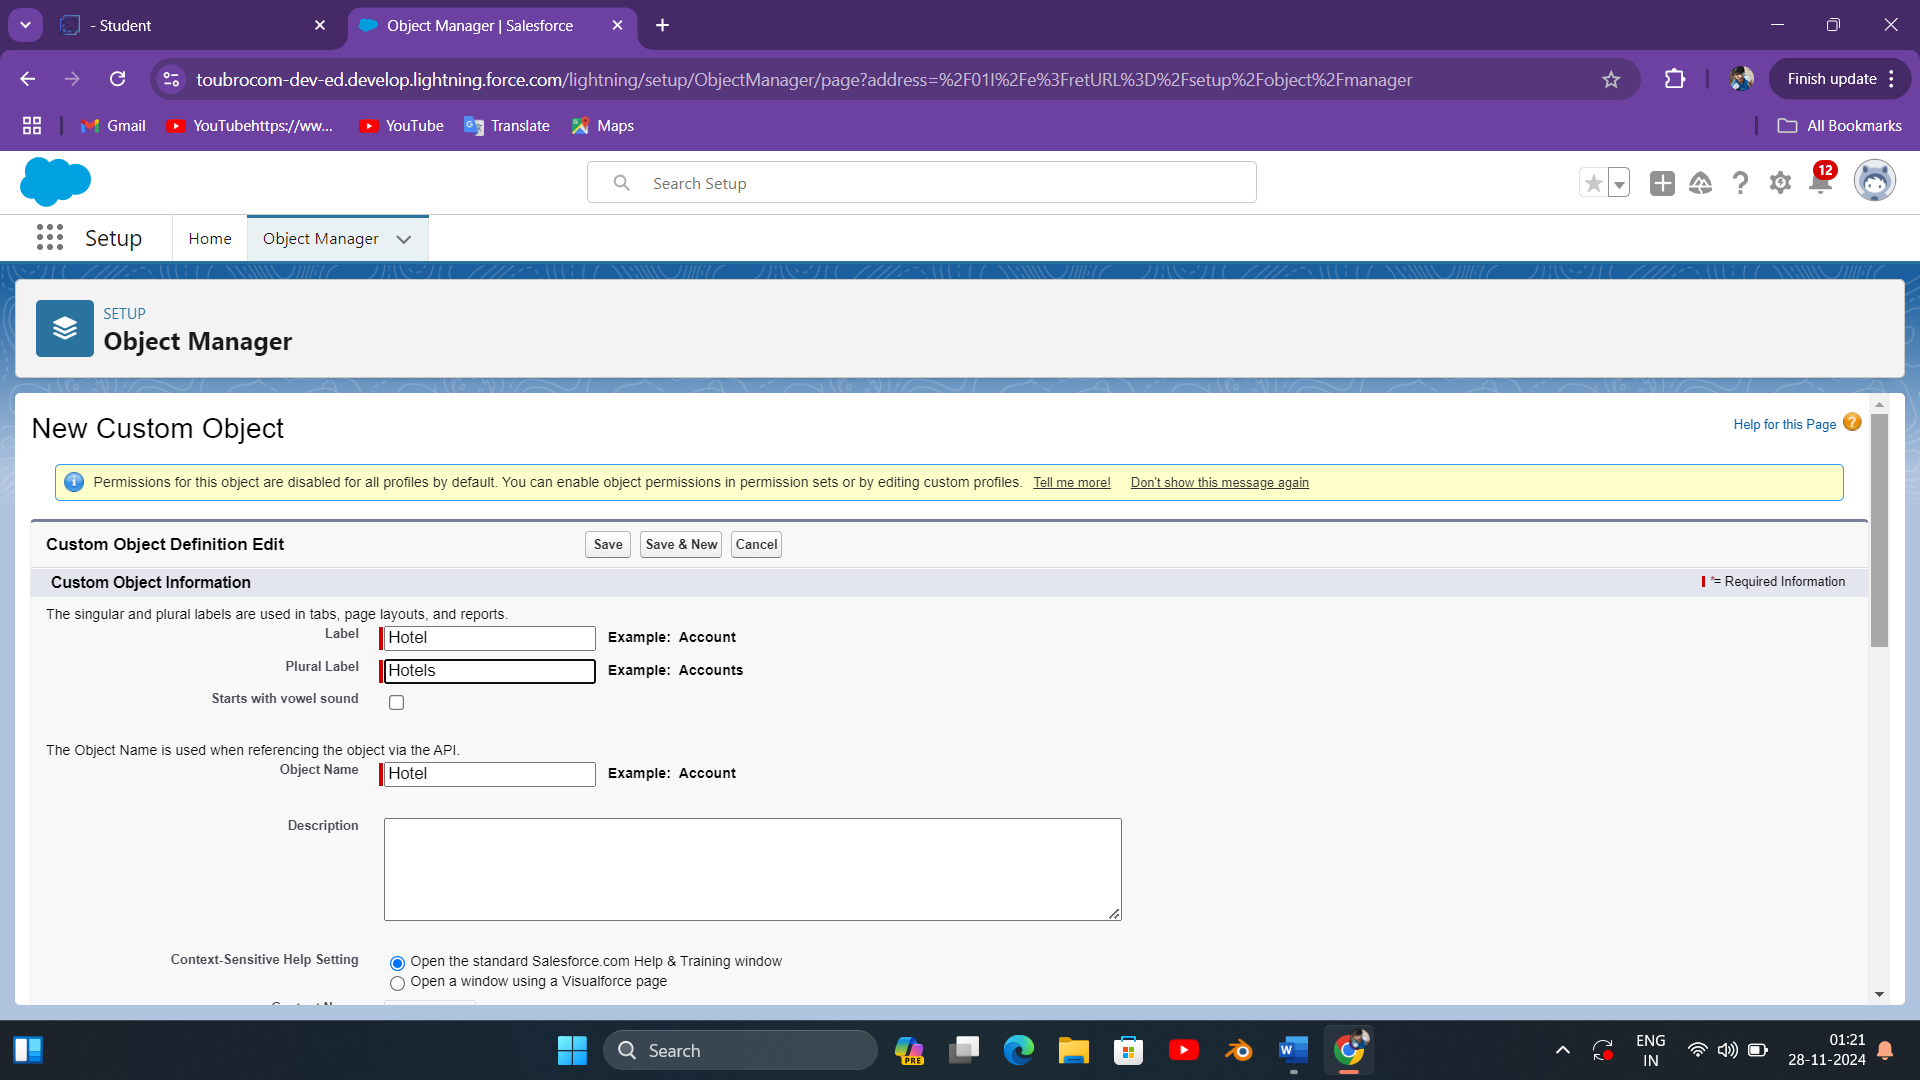 - Student
Object Manager | Salesforce
toubrocom-dev-ed.develop.lightning.force.com/lightning/setup/ObjectManager/page?address=%2F01I%2Fe%3FretURL%3D%2Fsetup%2Fobject%2Fmanager
Finish update
Gmail
YouTubehttps://ww...
YouTube
Translate
Maps
All Bookmarks
Search Setup
12
Setup
Home
Object Manager
SETUP
Object Manager
New Custom Object
Help for this Page
Permissions for this object are disabled for all profiles by default. You can enable object permissions in permission sets or by editing custom profiles. Tell me more! Don't show this message again
Custom Object Definition Edit
Save
Save & New
Cancel
Custom Object Information
*= Required Information
The singular and plural labels are used in tabs, page layouts, and reports.
Label
Hotel
Example: Account
Plural Label
Hotels
Example: Accounts
Starts with vowel sound
The Object Name is used when referencing the object via the API.
Object Name
Hotel
Example: Account
Description
Context-Sensitive Help Setting
Open the standard Salesforce.com Help & Training window
Open a window using a Visualforce page
Search
PRE
ENG
IN
01:21
28-11-2024